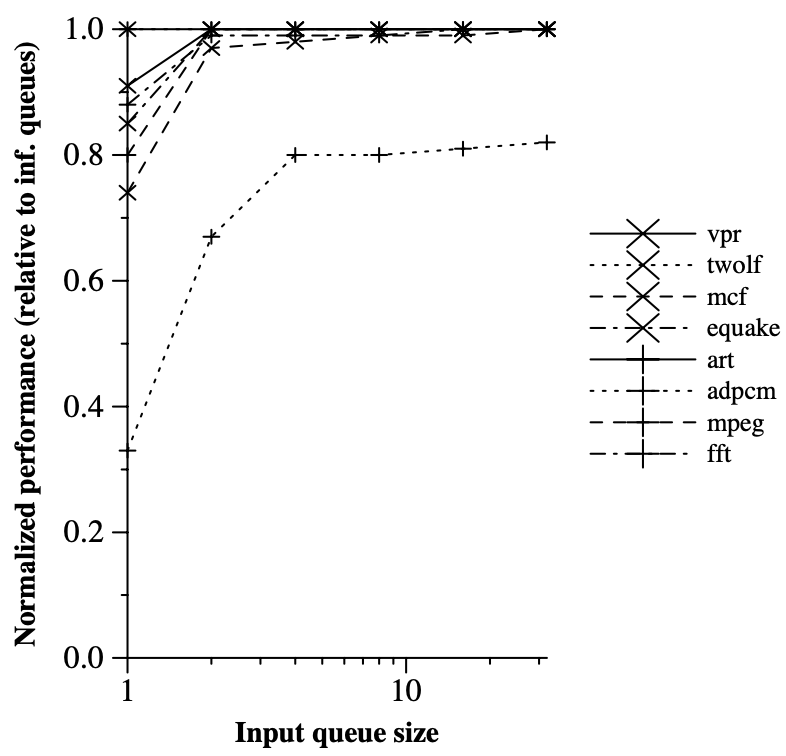 Normalized performance (relative to inf. queues)
1.0
0.8
0.6
0.4
0.2
0.0
1
10
Input queue size
vpr
twolf
mcf
equake
art
adpcm
mpeg
fft